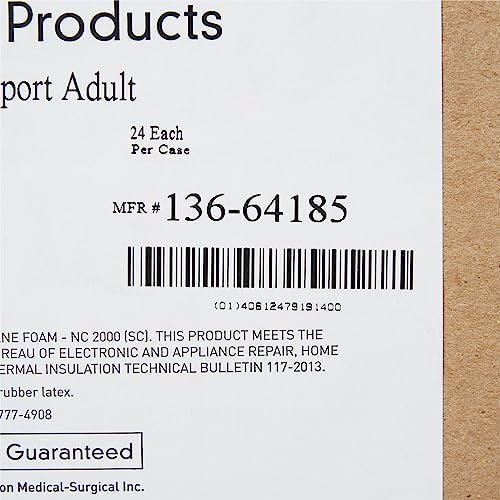 Products
port Adult
24 Each
Per Case
MFR # 136-64185
(01)40612479191400
NE FOAM - NC 2000 (SC). THIS PRODUCT MEETS THE
REAU OF ELECTRONIC AND APPLIANCE REPAIR, HOME
ERMAL INSULATION TECHNICAL BULLETIN 117-2013.
rubber latex.
777-4908
Guaranteed
on Medical-Surgical Inc.